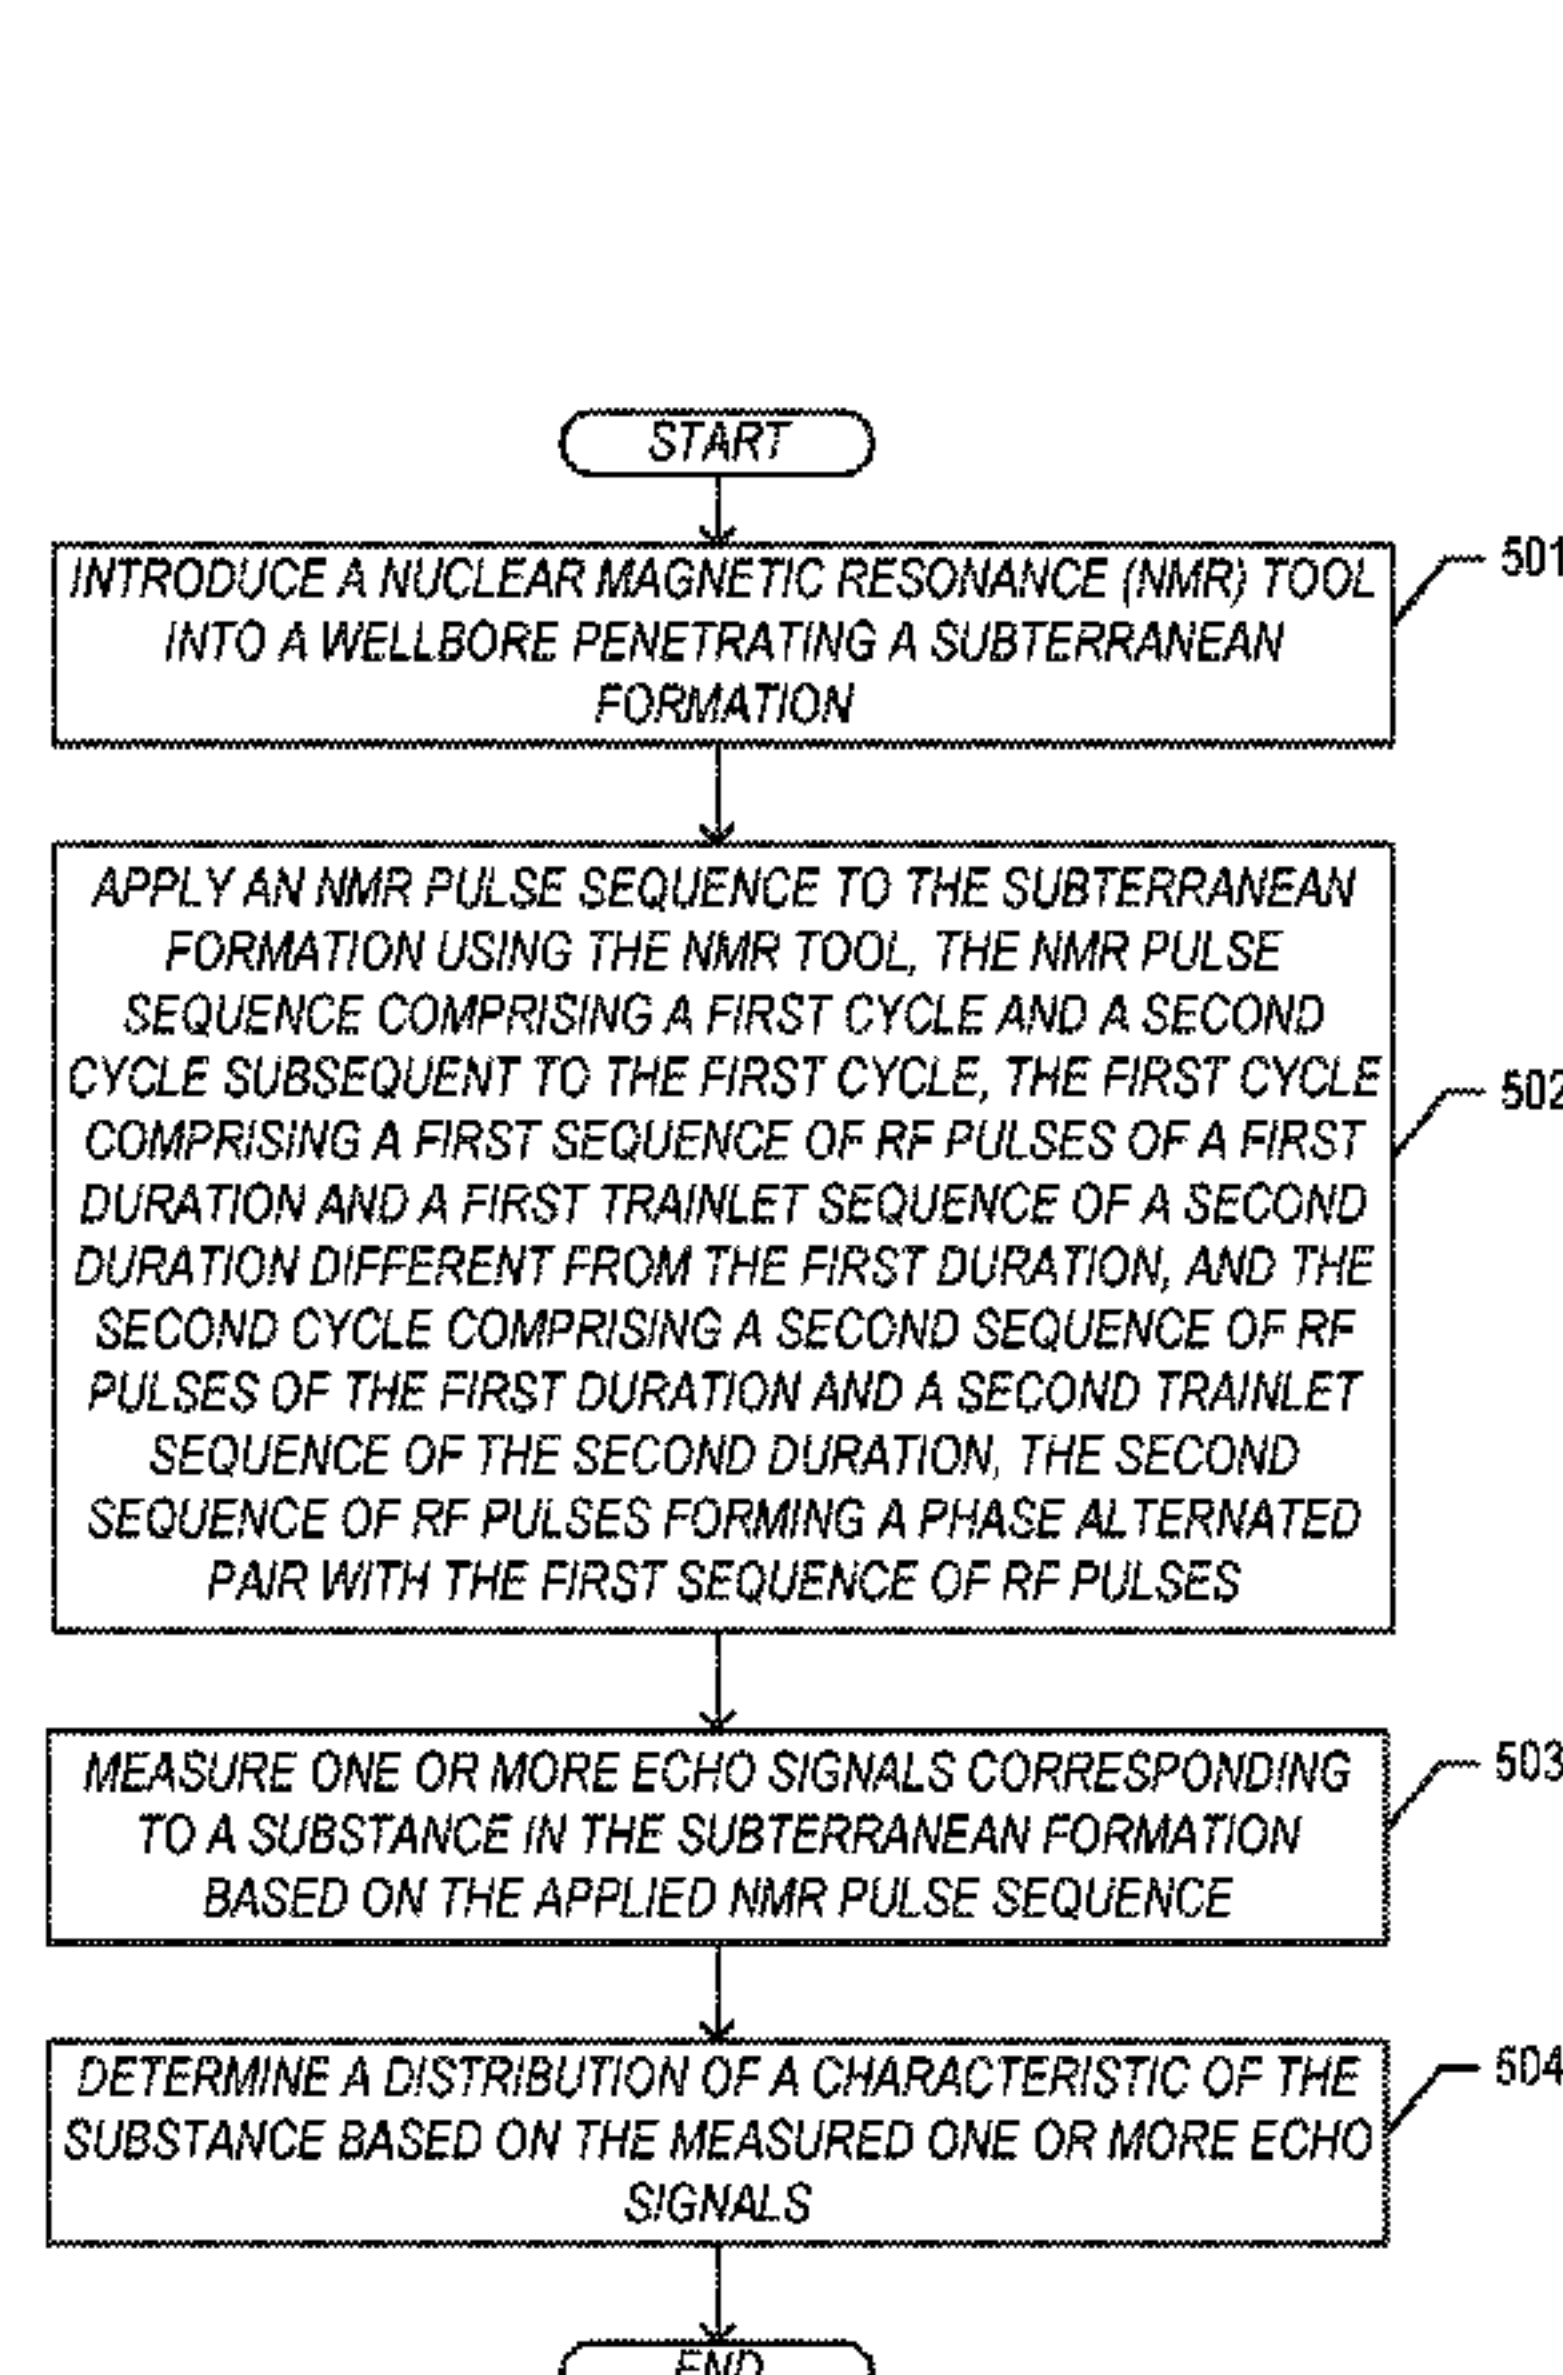 START
INTRODUCE A NUCLEAR MAGNETIC RESONANCE (NMR) TOOL
INTO A WELLBORE PENETRATING A SUBTERRANEAN
FORMATION
501
APPLY AN NMR PULSE SEQUENCE TO THE SUBTERRANEAN
FORMATION USING THE NMR TOOL, THE NMR PULSE
SEQUENCE COMPRISING A FIRST CYCLE AND A SECOND
CYCLE SUBSEQUENT TO THE FIRST CYCLE, THE FIRST CYCLE
COMPRISING A FIRST SEQUENCE OF RF PULSES OF A FIRST
DURATION AND A FIRST TRAINLET SEQUENCE OF A SECOND
DURATION DIFFERENT FROM THE FIRST DURATION, AND THE
SECOND CYCLE COMPRISING A SECOND SEQUENCE OF RF
PULSES OF THE FIRST DURATION AND A SECOND TRAINLET
SEQUENCE OF THE SECOND DURATION, THE SECOND
SEQUENCE OF RF PULSES FORMING A PHASE ALTERNATED
PAIR WITH THE FIRST SEQUENCE OF RF PULSES
502
MEASURE ONE OR MORE ECHO SIGNALS CORRESPONDING
TO A SUBSTANCE IN THE SUBTERRANEAN FORMATION
BASED ON THE APPLIED NMR PULSE SEQUENCE
503
DETERMINE A DISTRIBUTION OF A CHARACTERISTIC OF THE
SUBSTANCE BASED ON THE MEASURED ONE OR MORE ECHO
SIGNALS
504
END